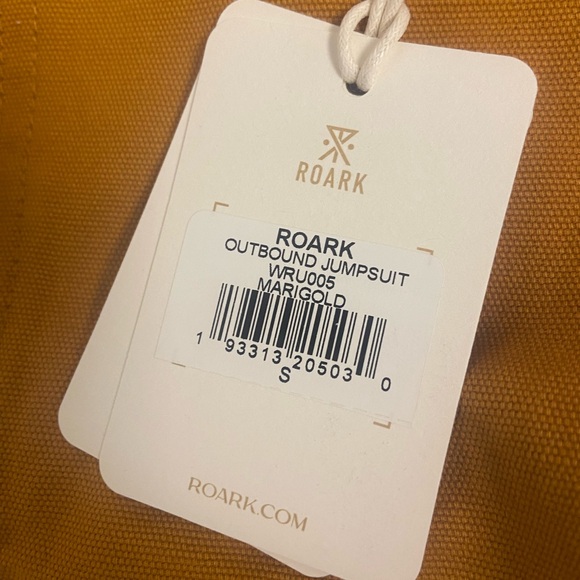 ROARK
ROARK
OUTBOUND JUMPSUIT
WRU005
MARIGOLD
1 93313 20503 0
S
ROARK.COM